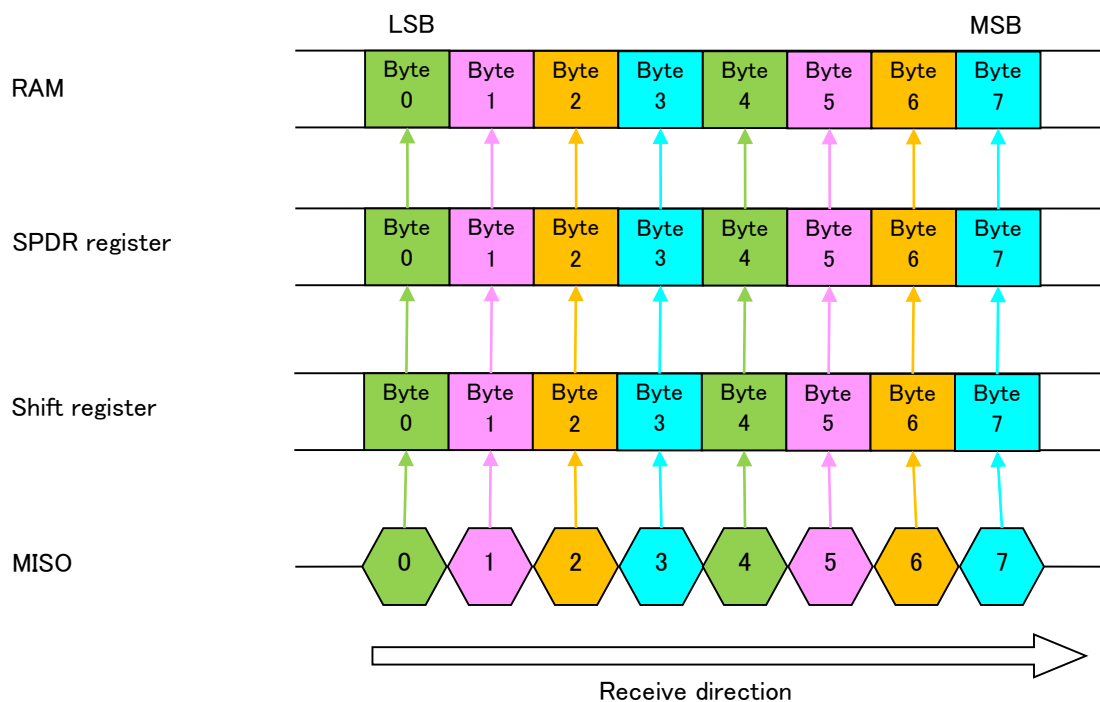 LSB MSB
RAM
Byte Byte Byte Byte Byte Byte Byte Byte
0 1 2 3 4 5 6 7
SPDR register
Byte Byte Byte Byte Byte Byte Byte Byte
0 1 2 3 4 5 6 7
Shift register
Byte Byte Byte Byte Byte Byte Byte Byte
0 1 2 3 4 5 6 7
MISO 0 1 2 3 4 5 6 7
Receive direction